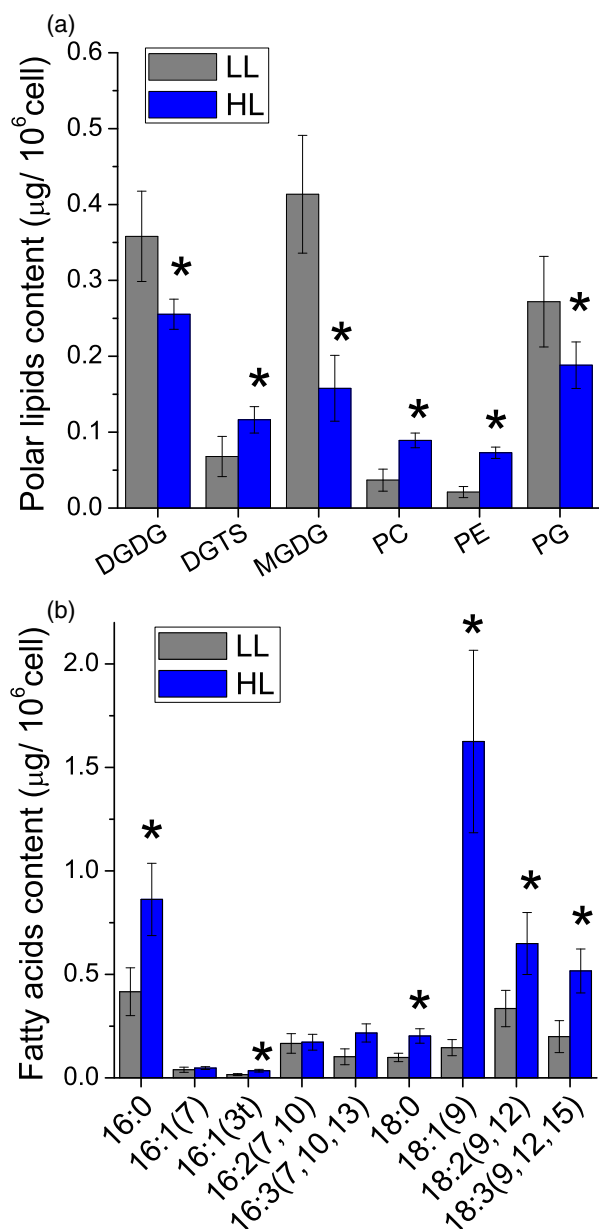 (a)
0.6
LL
HL
0.5
0.4
0.3
0.2
0.1
0.0
Polar lipids content (μg/ 10⁶cell)
* * * * * *
DGDG DGTS MGDG PC PE PG
(b)
LL
HL
2.0
1.5
1.0
0.5
0.0
Fatty acids content (μg/ 10⁶cell)
* * * * * *
16:0
16:1(7)
16:1(3t)
16:2(7, 10)
16:3(7, 10, 13)
18:0
18:1(9)
18:2(9, 12)
18:3(9, 12, 15)